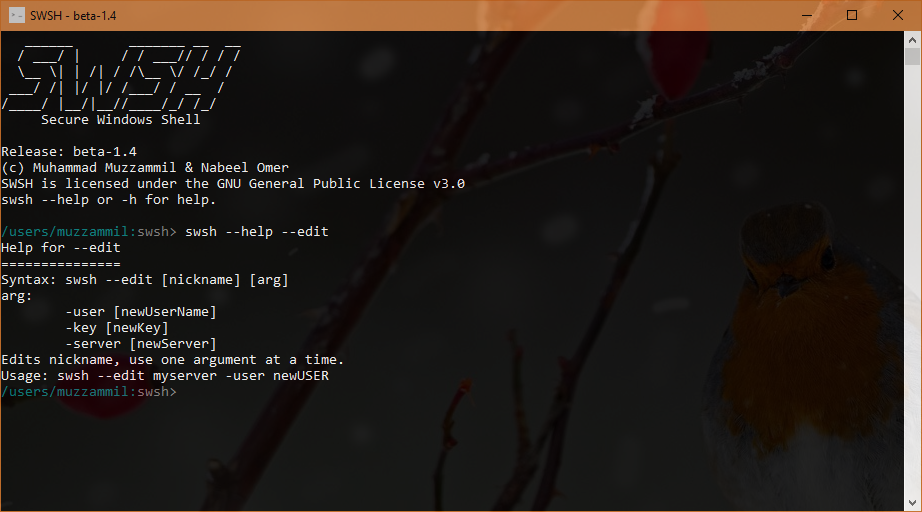 SWSH - beta-1.4
SWSH
Secure Windows Shell
Release: beta-1.4
(c) Muhammad Muzzammil & Nabeel Omer
SWSH is licensed under the GNU General Public License v3.0
swsh --help or -h for help.
/users/muzzammil:swsh> swsh --help --edit
Help for --edit
===============
Syntax: swsh --edit [nickname] [arg]
arg:
-user [newUserName]
-key [newKey]
-server [newServer]
Edits nickname, use one argument at a time.
Usage: swsh --edit myserver -user newUSER
/users/muzzammil:swsh>